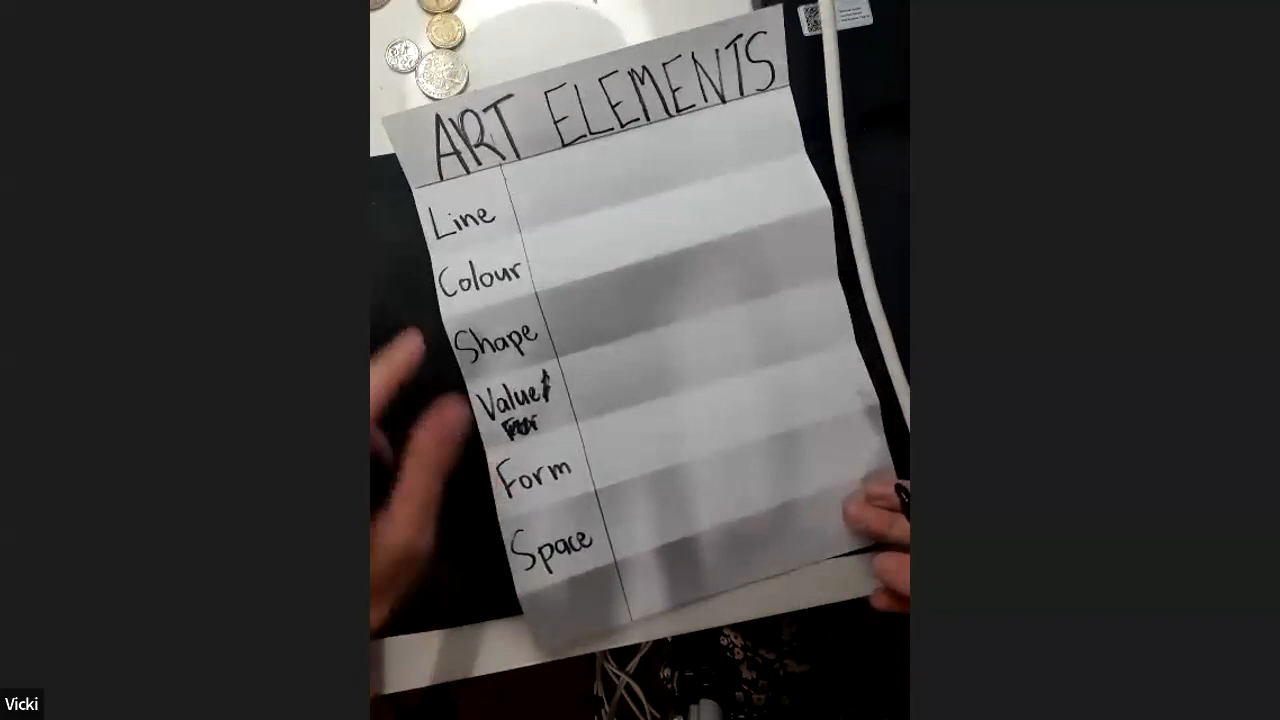 ART ELEMENTS
Line
Colour
Shape
Value
Form
Space
Vicki